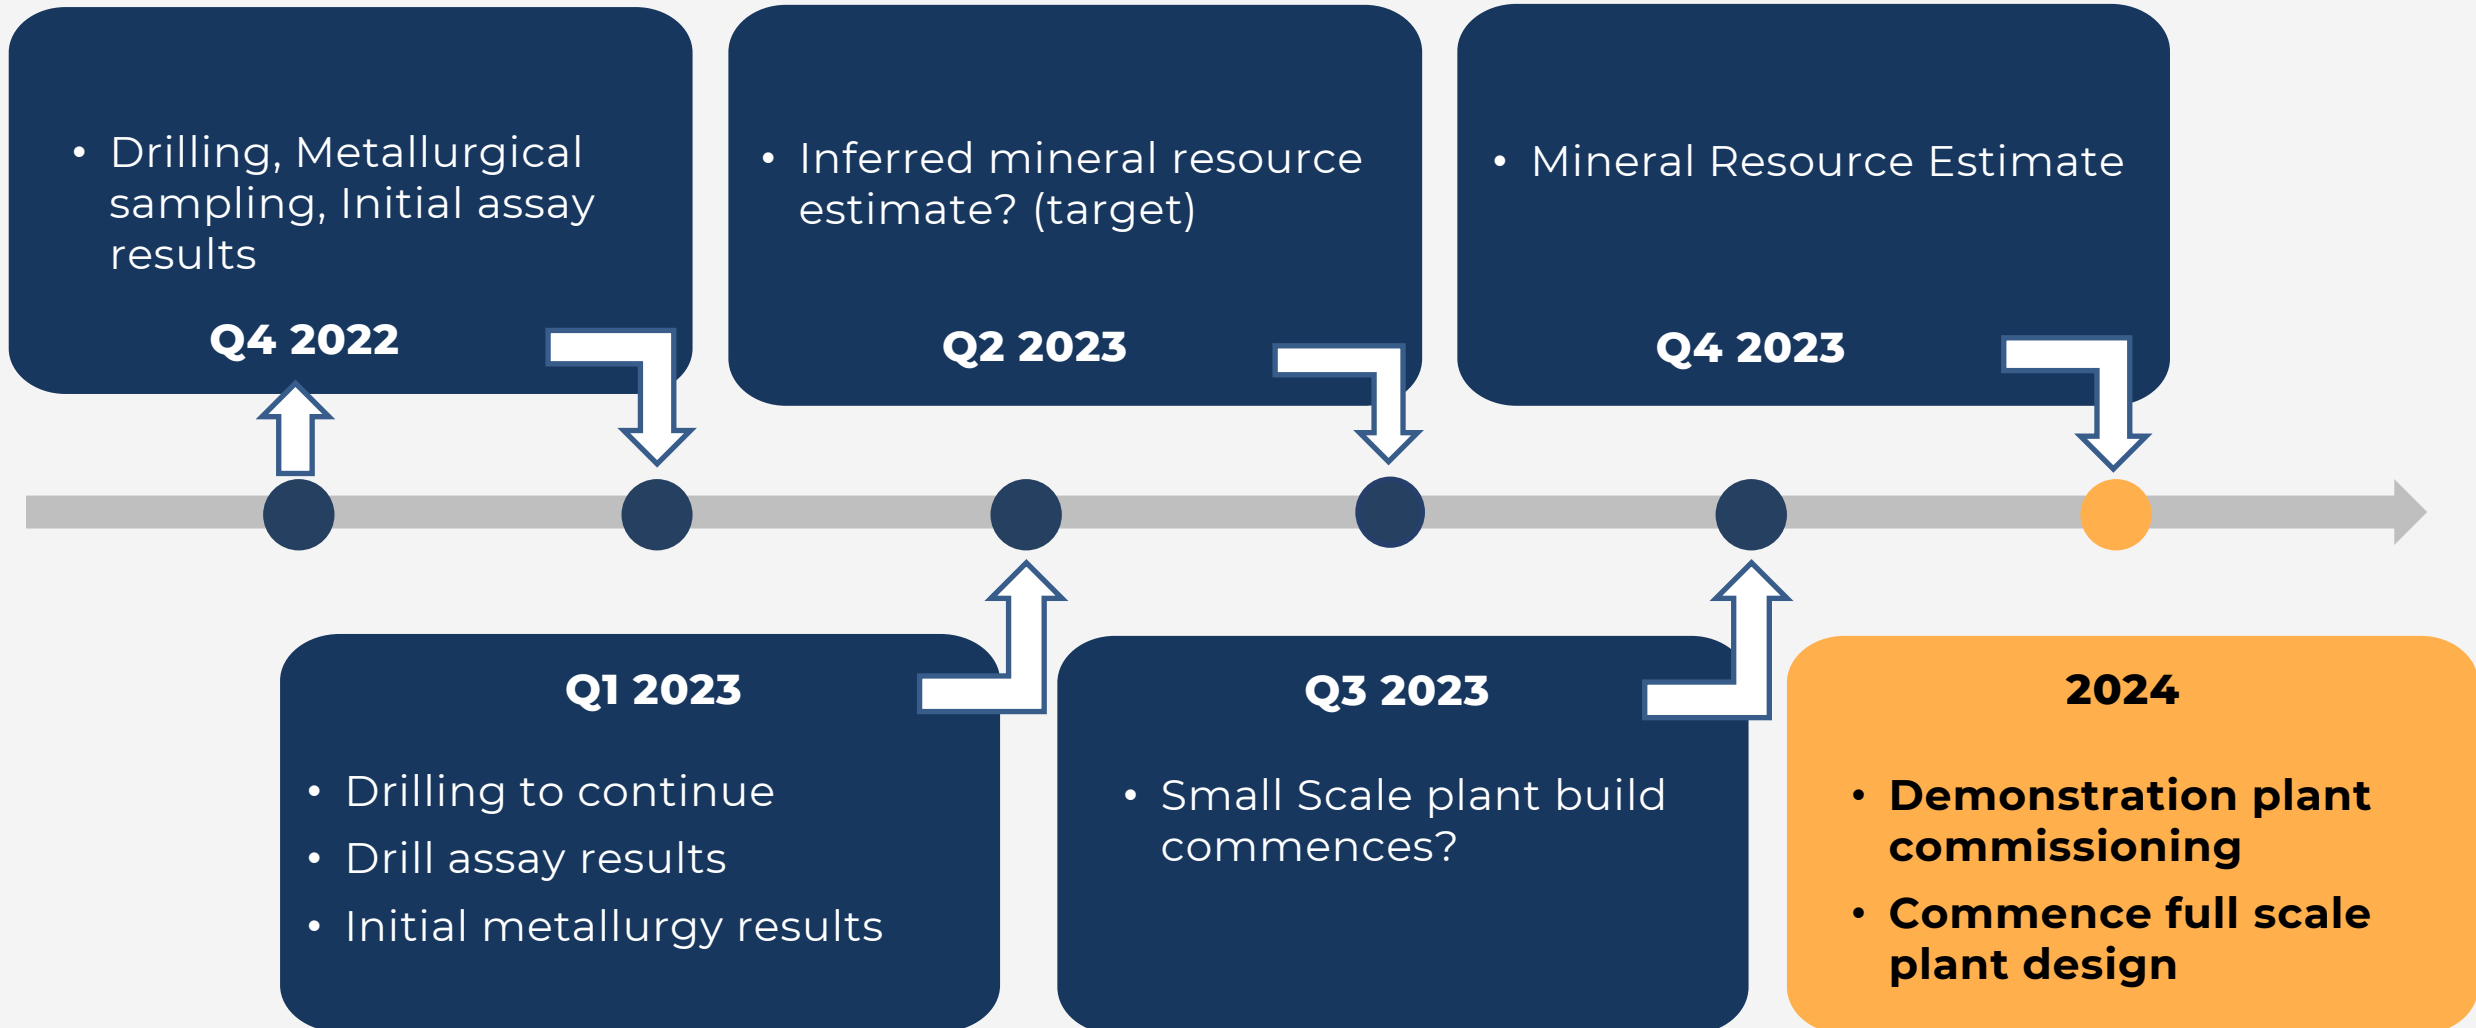 • Drilling, Metallurgical
sampling, Initial assay
results
Q4 2022
• Inferred mineral resource
estimate? (target)
Q2 2023
• Mineral Resource Estimate
Q4 2023
Q1 2023
• Drilling to continue
• Drill assay results
• Initial metallurgy results
Q3 2023
• Small Scale plant build
commences?
2024
• Demonstration plant
commissioning
• Commence full scale
plant design